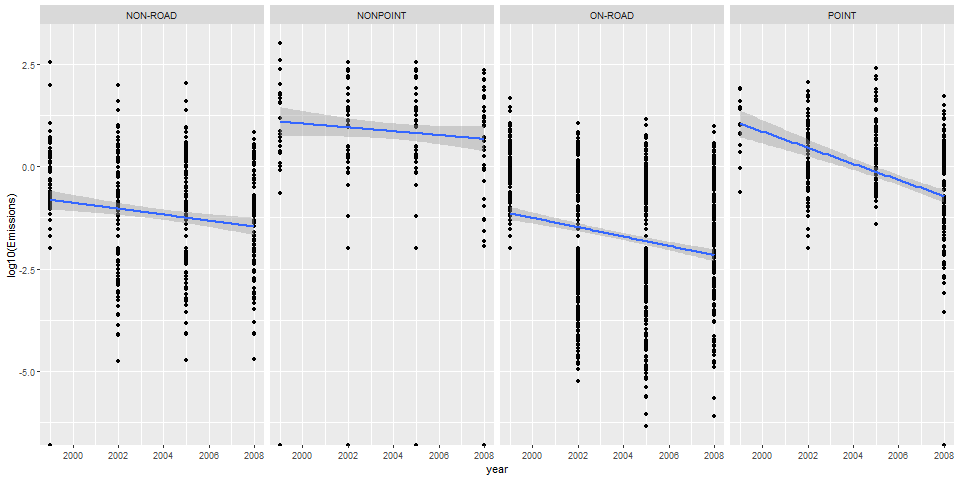 NON-ROAD NONPOINT ON-ROAD POINT
log10(Emissions)
2.5
0.0
-2.5
-5.0
2000 2002 2004 2006 2008 2000 2002 2004 2006 2008 2000 2002 2004 2006 2008 2000 2002 2004 2006 2008
year